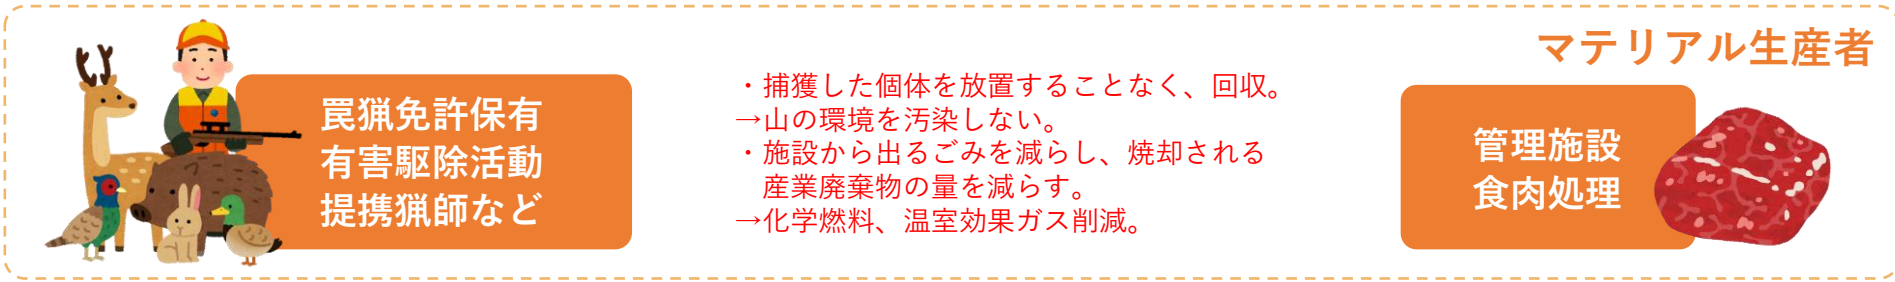 マテリアル生産者
罠猟免許保有
有害駆除活動
提携猟師など
・捕獲した個体を放置することなく、回収。
→山の環境を汚染しない。
・施設から出るごみを減らし、焼却される
産業廃棄物の量を減らす。
→化学燃料、温室効果ガス削減。
管理施設
食肉処理